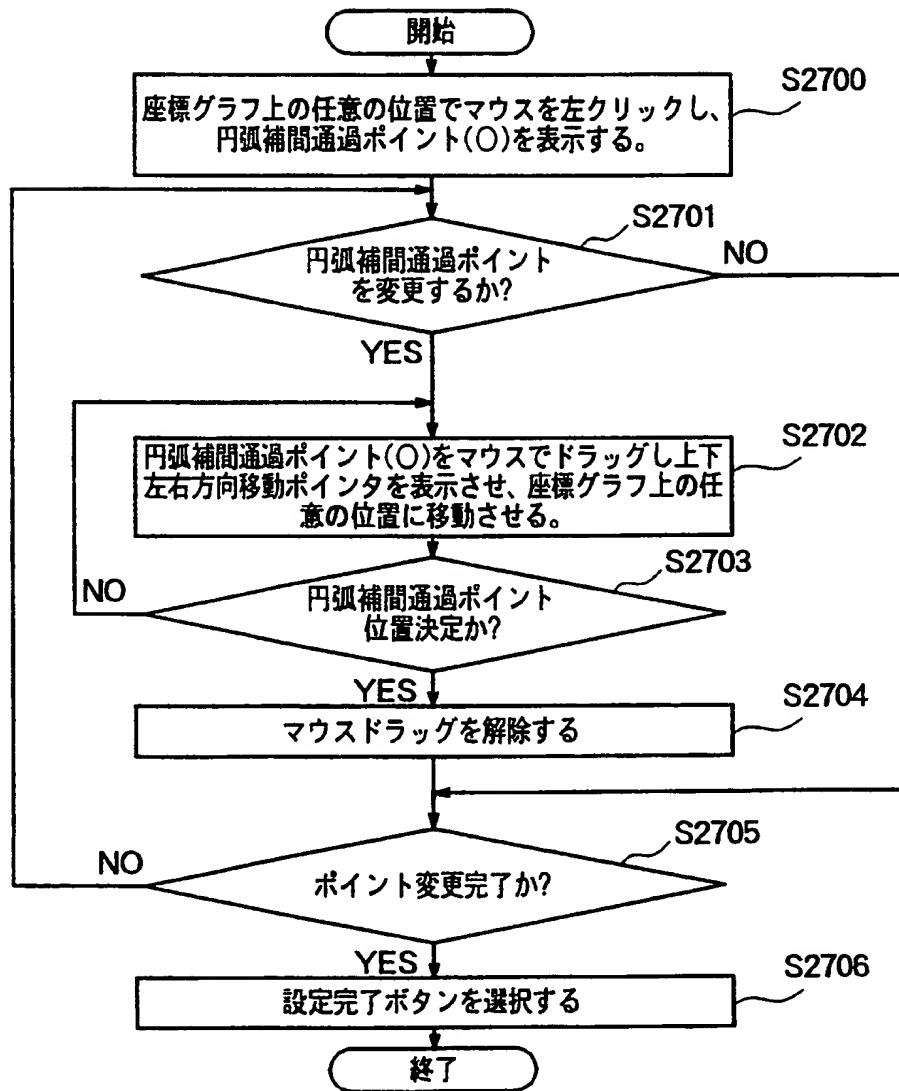 開始
S2700
座標グラフ上の任意の位置でマウスを左クリックし、
円弧補間通過ポイント(○)を表示する。
S2701
円弧補間通過ポイント
を変更するか?
NO
YES
S2702
円弧補間通過ポイント(○)をマウスでドラッグし上下
左右方向移動ポインタを表示させ、座標グラフ上の任
意の位置に移動させる。
S2703
NO
円弧補間通過ポイント
位置決定か?
YES
S2704
マウスドラッグを解除する
S2705
NO
ポイント変更完了か?
YES
S2706
設定完了ボタンを選択する
終了